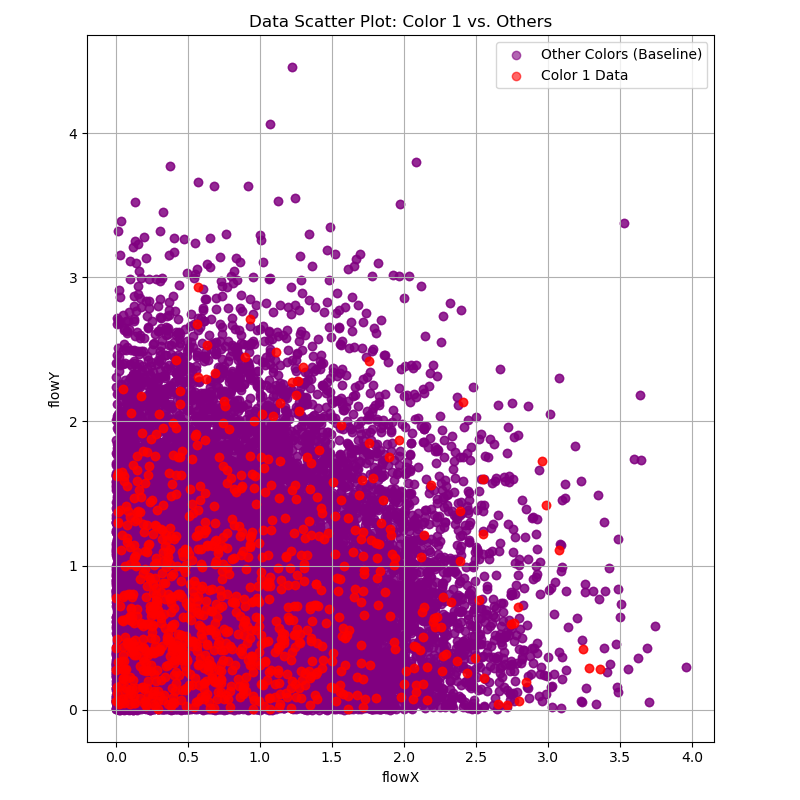 Data Scatter Plot: Color 1 vs. Others
Other Colors (Baseline)
Color 1 Data
flowY
4
3
2
1
0
0.0 0.5 1.0 1.5 2.0 2.5 3.0 3.5 4.0
flowX